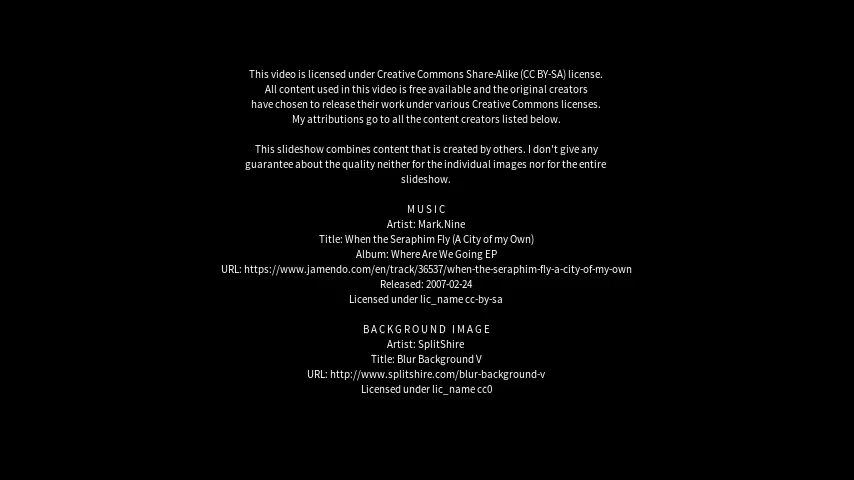 This video is licensed under Creative Commons Share-Alike (CC BY-SA) license.
All content used in this video is free available and the original creators
have chosen to release their work under various Creative Commons licenses.
My attributions go to all the content creators listed below.
This slideshow combines content that is created by others. I don't give any
guarantee about the quality neither for the individual images nor for the entire
slideshow.
MUSIC
Artist: Mark.Nine
Title: When the Seraphim Fly (A City of my Own)
Album: Where Are We Going EP
URL: https://www.jamendo.com/en/track/36537/when-the-seraphim-fly-a-city-of-my-own
Released: 2007-02-24
Licensed under lic_name cc-by-sa
BACKGROUND IMAGE
Artist: SplitShire
Title: Blur Background V
URL: http://www.splitshire.com/blur-background-v
Licensed under lic_name cc0